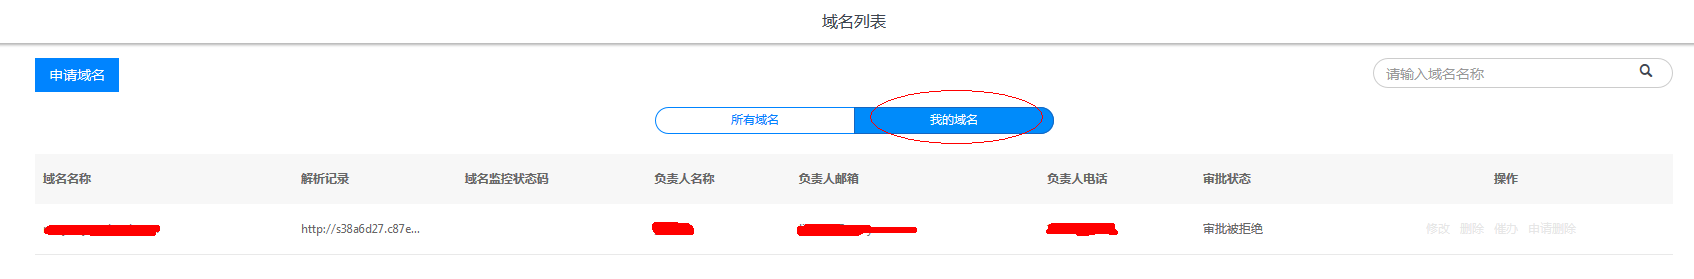 域名列表
申请域名
请输入域名名称
所有域名 我的域名
域名名称 解析记录 域名监控状态码 负责人名称 负责人邮箱 负责人电话 审批状态 操作
http://s38a6d27.c87e... 审批被拒绝 修改 删除 催办 申请删除